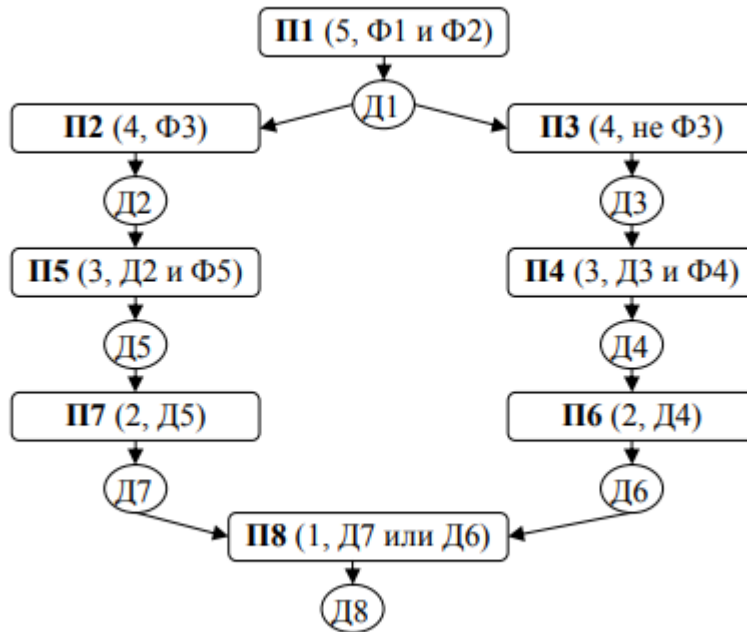 П1 (5, Ф1 и Ф2)
Д1
П2 (4, Ф3)
П3 (4, не Ф3)
Д2
Д3
П5 (3, Д2 и Ф5)
П4 (3, Д3 и Ф4)
Д5
Д4
П7 (2, Д5)
П6 (2, Д4)
Д7
Д6
П8 (1, Д7 или Д6)
Д8